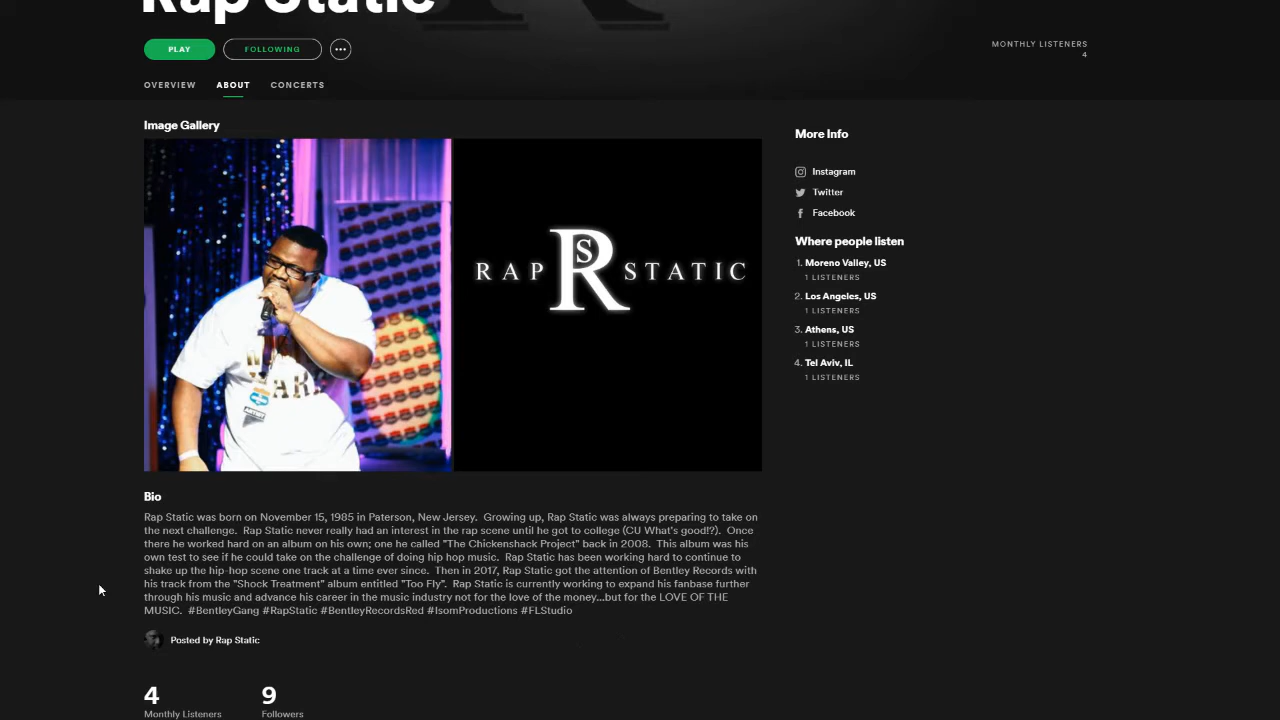 Rap Static
PLAY
FOLLOWING
MONTHLY LISTENERS
4
OVERVIEW
ABOUT
CONCERTS
Image Gallery
RAP RS STATIC
More Info
Instagram
Twitter
Facebook
Where people listen
1. Moreno Valley, US
1 LISTENERS
2. Los Angeles, US
1 LISTENERS
3. Athens, US
1 LISTENERS
4. Tel Aviv, IL
1 LISTENERS
Bio
Rap Static was born on November 15, 1985 in Paterson, New Jersey.  Growing up, Rap Static was always preparing to take on
the next challenge.  Rap Static never really had an interest in the rap scene until he got to college (CU What's good!?).  Once
there he worked hard on an album on his own; one he called "The Chickenshack Project" back in 2008.  This album was his
own test to see if he could take on the challenge of doing hip hop music.  Rap Static has been working hard to continue to
shake up the hip-hop scene one track at a time ever since.  Then in 2017, Rap Static got the attention of Bentley Records with
his track from the "Shock Treatment" album entitled "Too Fly".  Rap Static is currently working to expand his fanbase further
through his music and advance his career in the music industry not for the love of the money...but for the LOVE OF THE
MUSIC.  #BentleyGang #RapStatic #BentleyRecordsRed #IsomProductions #FLStudio
Posted by Rap Static
4
Monthly Listeners
9
Followers